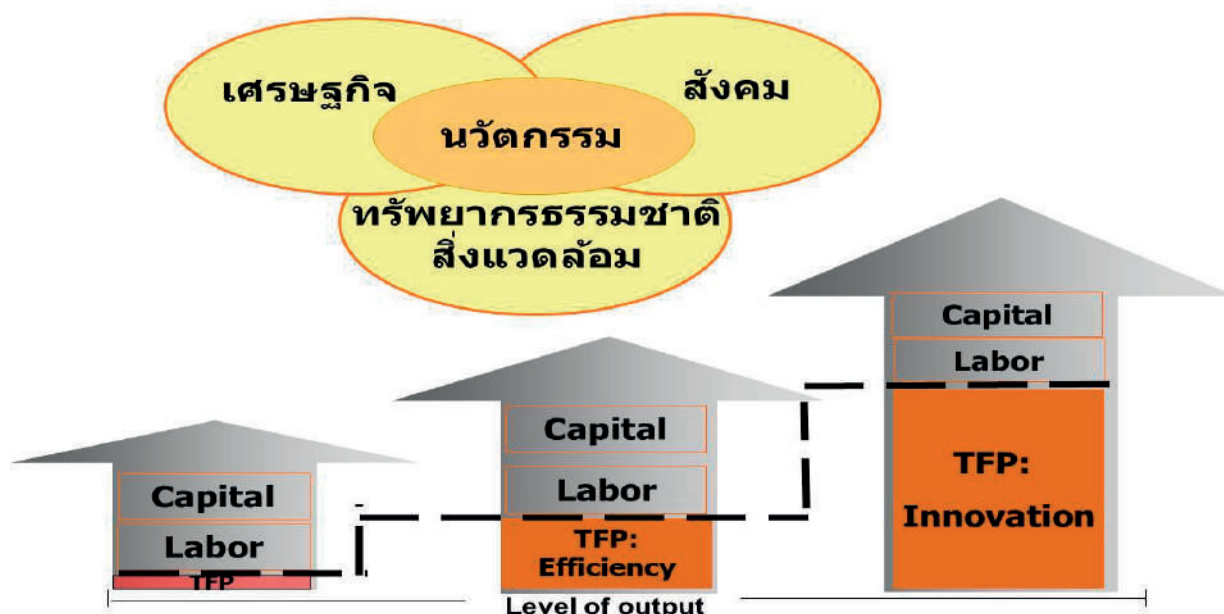 เศรษฐกิจ
สังคม
นวัตกรรม
ทรัพยากรธรรมชาติ
สิ่งแวดล้อม
Capital
Labor
TFP
Capital
Labor
TFP:
Efficiency
Capital
Labor
TFP:
Innovation
Level of output